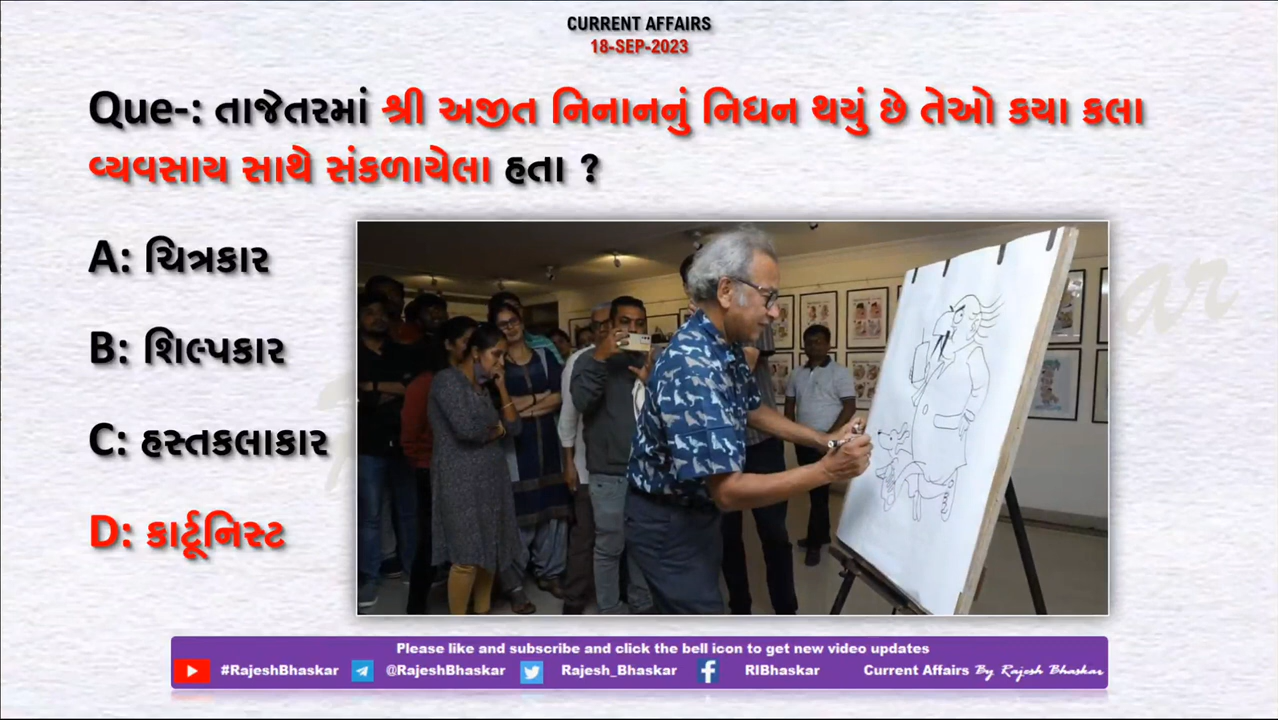 CURRENT AFFAIRS
18-SEP-2023
Que-: તાજેતરમાં શ્રી અજીત નિનાનનું નિધન થયું છે તેઓ કયા કલા
વ્યવસાય સાથે સંકળાયેલા હતા ?
A: ચિત્રકાર
B: શિલ્પકાર
C: હસ્તકલાકાર
D: કાર્ટૂનિસ્ટ
Please like and subscribe and click the bell icon to get new video updates
#RajeshBhaskar @RajeshBhaskar Rajesh_Bhaskar RIBhaskar Current Affairs By Rajesh Bhaskar